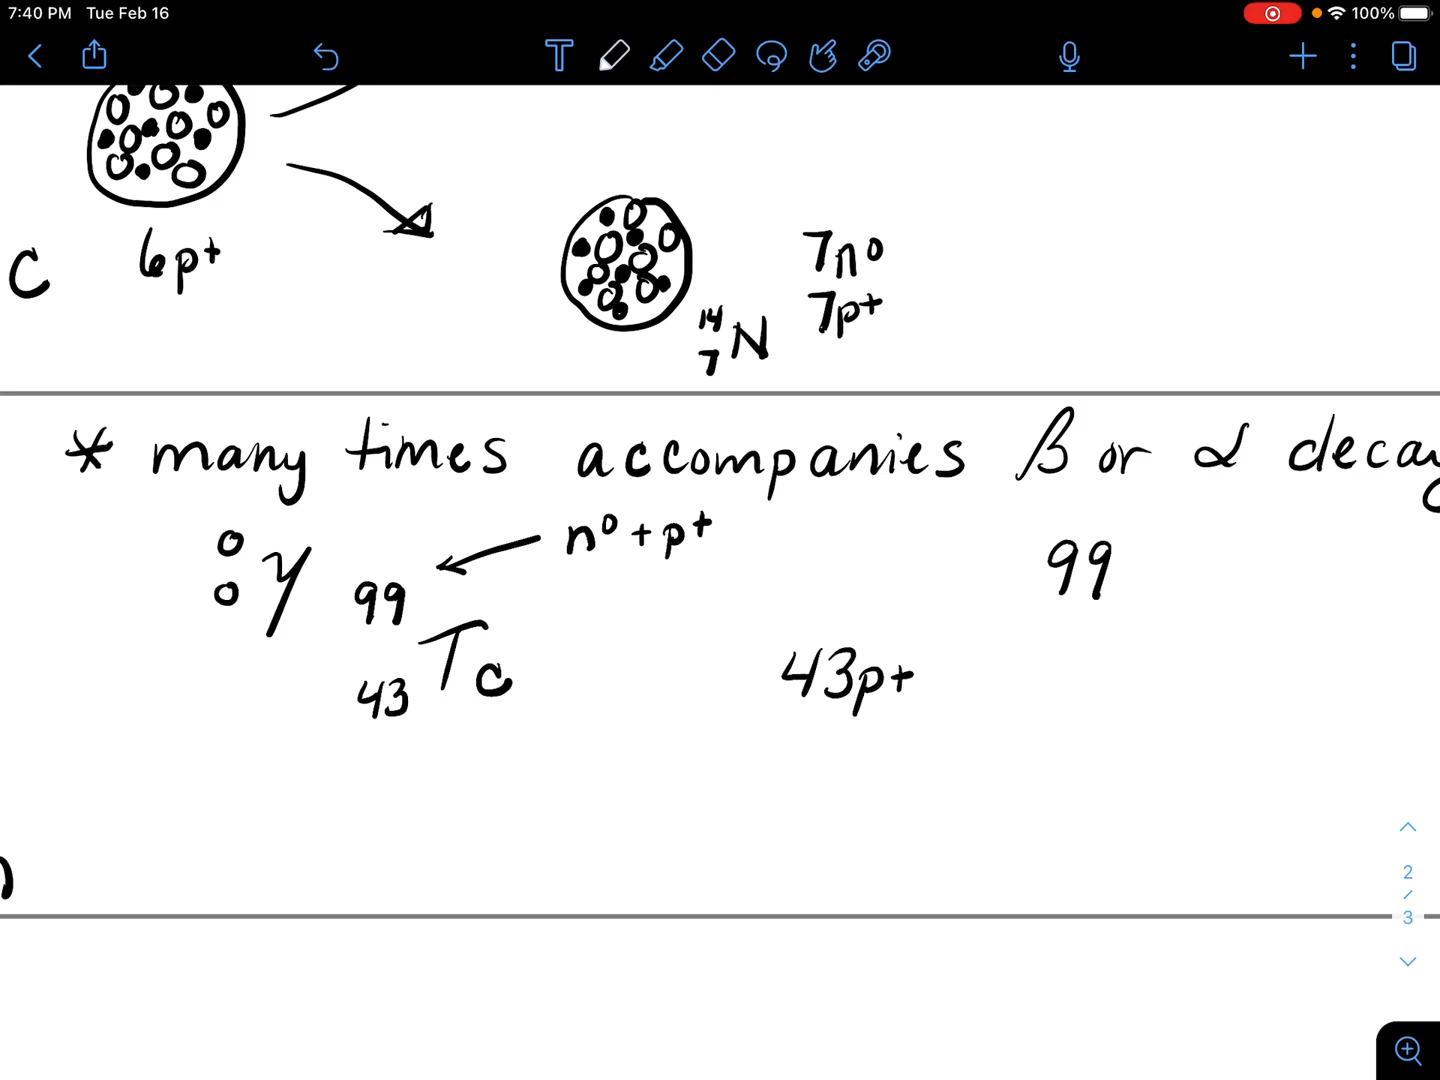 7:40 PM Tue Feb 16 100%
T
C 6p+
7n⁰
7p+
14
7 N
* many times accompanies β or α decay
n⁰ + p+
0
0 γ 99
99
43 Tc
43p+
2
/
3